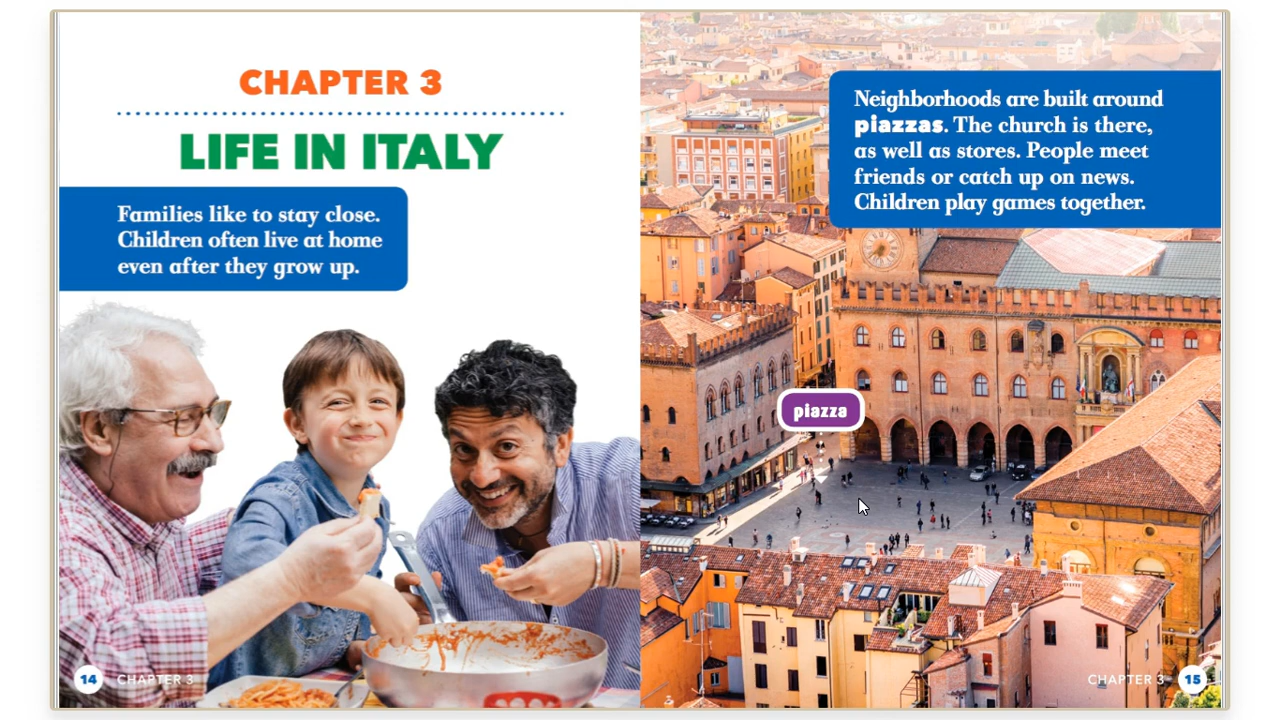 CHAPTER 3
LIFE IN ITALY
Families like to stay close.
Children often live at home
even after they grow up.
14 CHAPTER 3
Neighborhoods are built around
piazzas. The church is there,
as well as stores. People meet
friends or catch up on news.
Children play games together.
piazza
CHAPTER 3 15